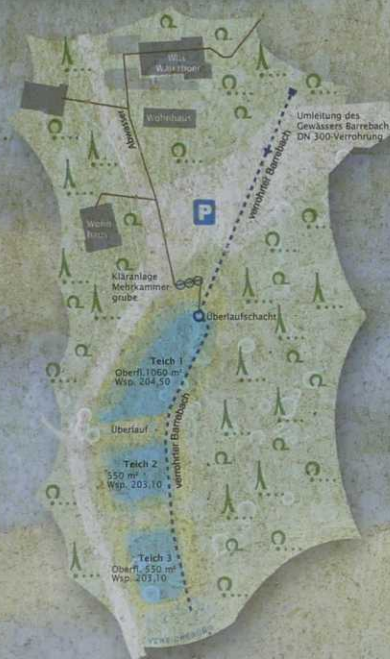 Umleitung des
Gewässers Barrebach
DN 300-Verrohrung
Abwasser
Wohnhaus
verrohrter Barrebach
P
Wohn
haus
Kläranlage
Mehrkammer-
grube
Überlaufschacht
Teich 1
Oberfl.1060 m²
Wsp. 204,50
Überlauf
verrohrter Barrebach
Teich 2
550 m²
Wsp. 203,10
Teich 3
Oberfl. 550 m²
Wsp. 203,10